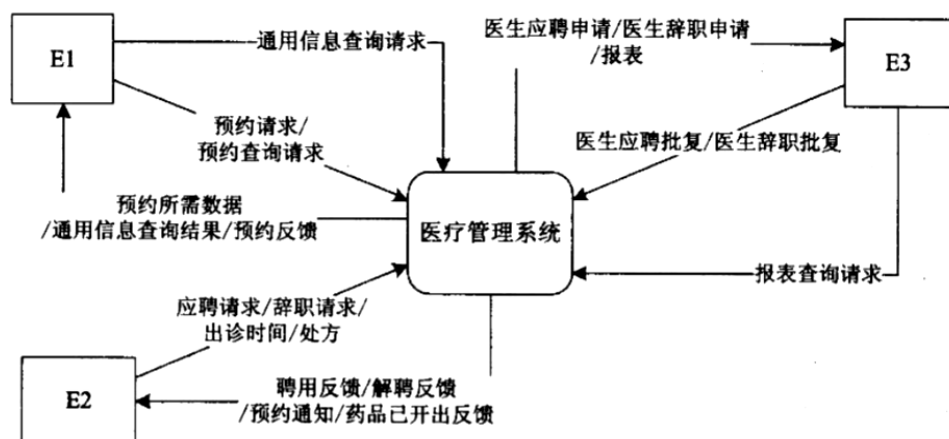 E1
通用信息查询请求
医生应聘申请/医生辞职申请
/报表
E3
预约请求/
预约查询请求
医生应聘批复/医生辞职批复
预约所需数据
/通用信息查询结果/预约反馈
医疗管理系统
报表查询请求
应聘请求/辞职请求/
出诊时间/处方
E2
聘用反馈/解聘反馈
/预约通知/药品已开出反馈